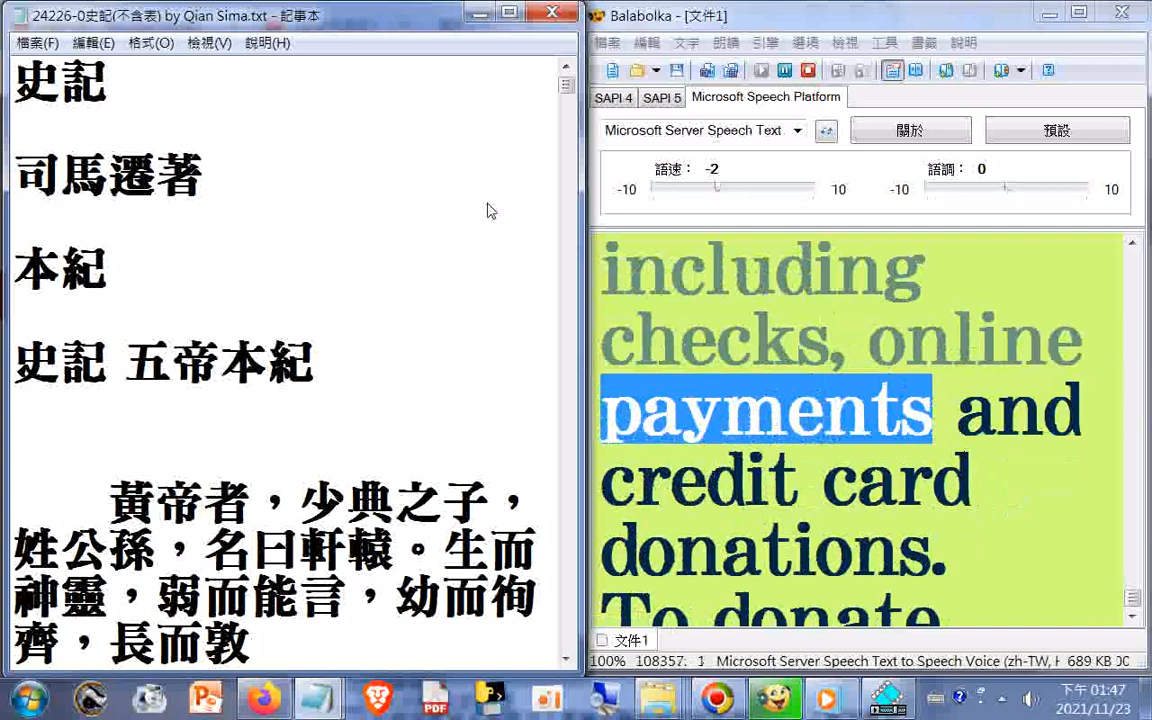 24226-0史記(不含表) by Qian Sima.txt - 記事本
檔案(F) 編輯(E) 格式(O) 檢視(V) 說明(H)
史記
司馬遷著
本紀
史記 五帝本紀
黃帝者，少典之子，
姓公孫，名曰軒轅。生而
神靈，弱而能言，幼而徇
齊，長而敦
Balabolka - [文件1]
檔案 編輯 文字 朗讀 引擎 選項 檢視 工具 書籤 說明
SAPI 4 SAPI 5 Microsoft Speech Platform
Microsoft Server Speech Text 關於 預設
語速： -2 語調： 0
-10 10 -10 10
including
checks, online
payments and
credit card
donations.
To donate
文件1
100% 108357: 1 Microsoft Server Speech Text to Speech Voice (zh-TW, 689 KB
PDF
下午 01:47
2021/11/23